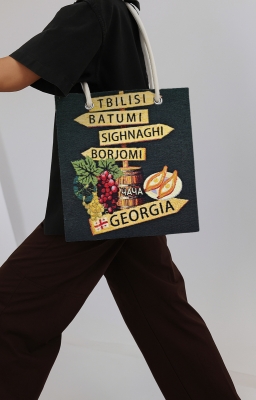 TBILISI
BATUMI
SIGHNAGHI
BORJOMI
ЧАЧА
GEORGIA